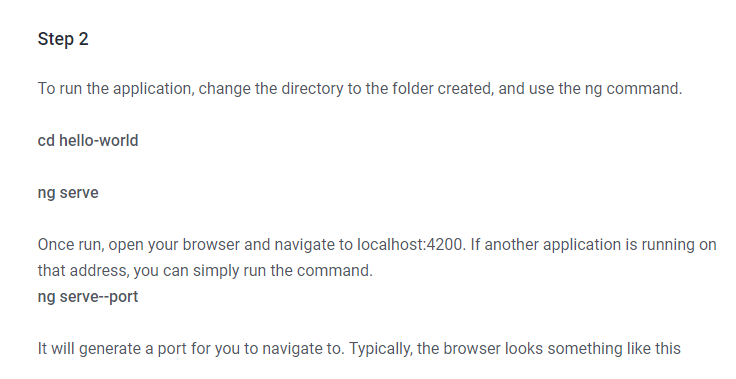 Step 2
To run the application, change the directory to the folder created, and use the ng command.
cd hello-world
ng serve
Once run, open your browser and navigate to localhost:4200. If another application is running on
that address, you can simply run the command.
ng serve--port
It will generate a port for you to navigate to. Typically, the browser looks something like this